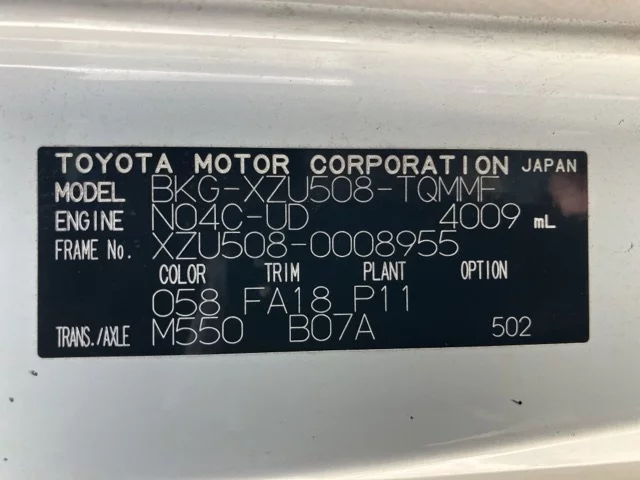 TOYOTA MOTOR CORPORATION JAPAN
MODEL BKG-XZU508-TQMMF
ENGINE N04C-UD 4009 mL
FRAME No. XZU508-0008955
COLOR TRIM PLANT OPTION
058 FA18 P11
TRANS./AXLE M550 B07A 502